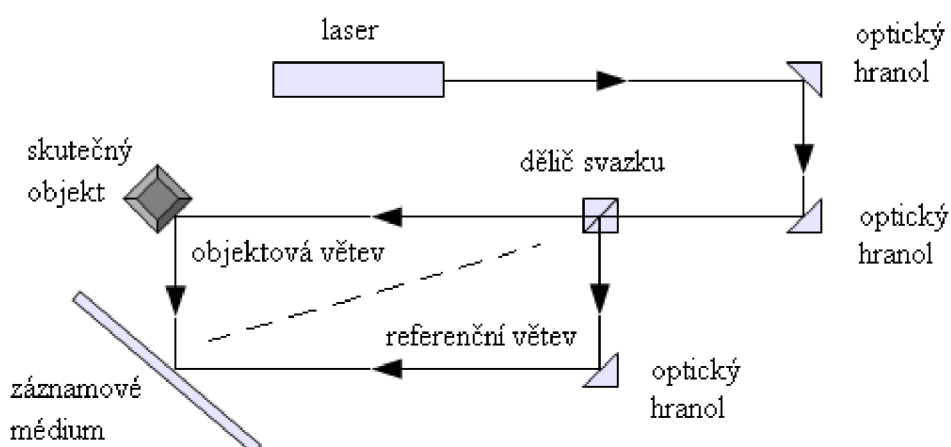 laser
optický
hranol
skutečný
objekt
dělič svazku
optický
hranol
objektová větev
referenční větev
optický
hranol
záznamové
médium